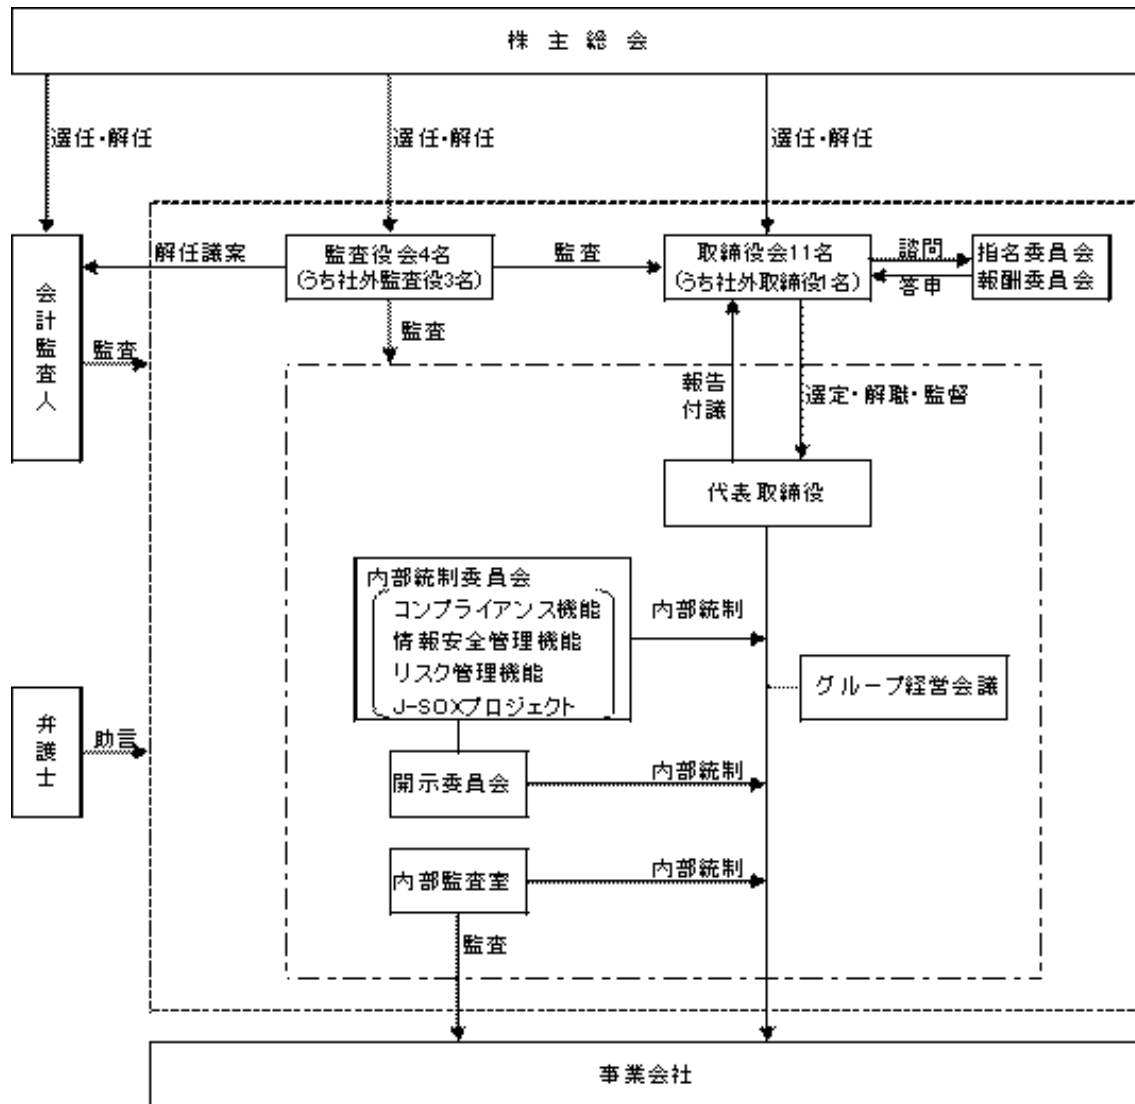 株主総会
選任・解任
選任・解任
選任・解任
解任議案
監査役会4名
(うち社外監査役3名)
監査
取締役会11名
(うち社外取締役1名)
諮問
答申
指名委員会
報酬委員会
会計監査人
監査
監査
報告
付議
選定・解職・監督
代表取締役
内部統制委員会
コンプライアンス機能
情報安全管理機能
リスク管理機能
J-SOXプロジェクト
内部統制
グループ経営会議
弁護士
助言
開示委員会
内部統制
内部監査室
内部統制
監査
事業会社